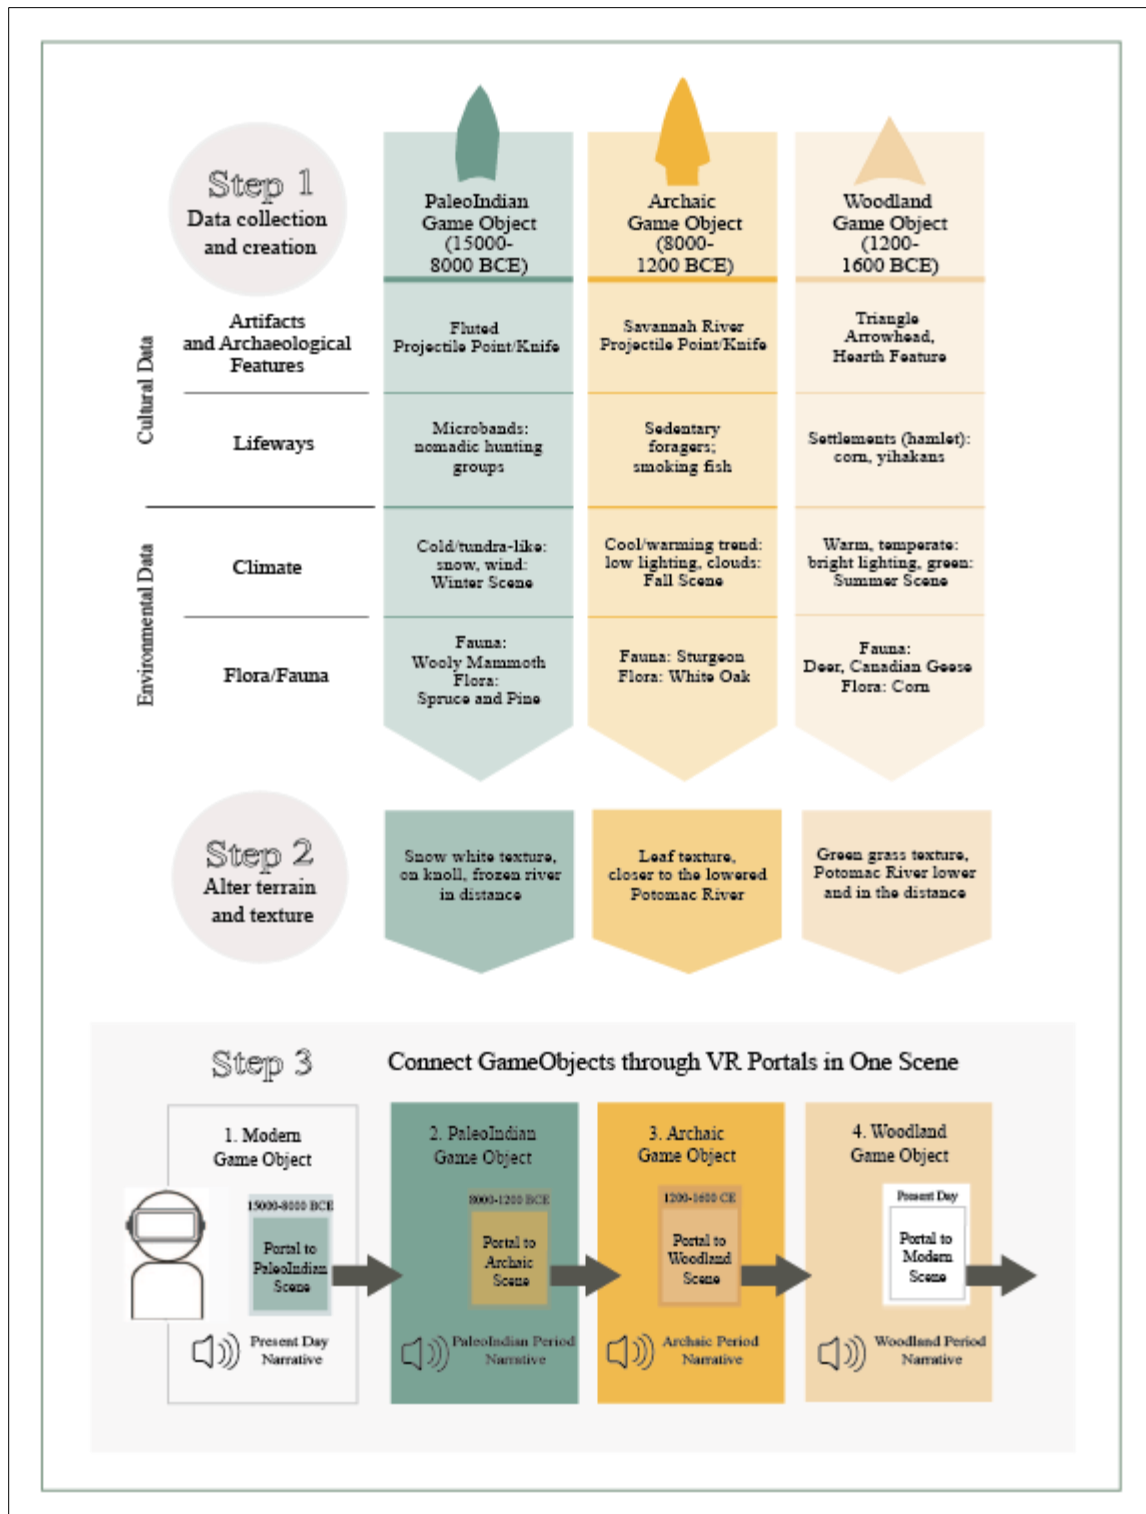 Step 1
Data collection
and creation
PaleoIndian
Game Object
(15000-
8000 BCE)
Archaic
Game Object
(8000-
1200 BCE)
Woodland
Game Object
(1200-
1600 BCE)
Cultural Data
Artifacts
and Archaeological
Features
Fluted
Projectile Point/Knife
Savannah River
Projectile Point/Knife
Triangle
Arrowhead,
Hearth Feature
Lifeways
Microbands:
nomadic hunting
groups
Sedentary
foragers;
smoking fish
Settlements (hamlet):
corn, yihakans
Environmental Data
Climate
Cold/tundra-like:
snow, wind:
Winter Scene
Cool/warming trend:
low lighting, clouds:
Fall Scene
Warm, temperate:
bright lighting, green:
Summer Scene
Flora/Fauna
Fauna:
Wooly Mammoth
Flora:
Spruce and Pine
Fauna: Sturgeon
Flora: White Oak
Fauna:
Deer, Canadian Geese
Flora: Corn
Step 2
Alter terrain
and texture
Snow white texture,
on knoll, frozen river
in distance
Leaf texture,
closer to the lowered
Potomac River
Green grass texture,
Potomac River lower
and in the distance
Step 3
Connect GameObjects through VR Portals in One Scene
1. Modern
Game Object
15000-8000 BCE
Portal to
PaleoIndian
Scene
Present Day
Narrative
2. PaleoIndian
Game Object
8000-1200 BCE
Portal to
Archaic
Scene
PaleoIndian Period
Narrative
3. Archaic
Game Object
1200-1600 CE
Portal to
Woodland
Scene
Archaic Period
Narrative
4. Woodland
Game Object
Present Day
Portal to
Modern
Scene
Woodland Period
Narrative